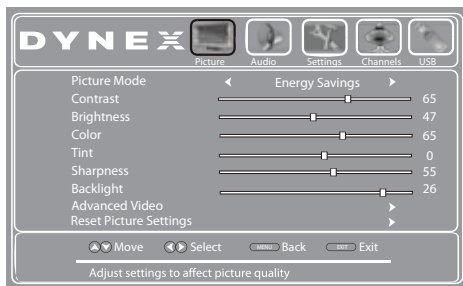 DYNEX
Picture Audio Settings Channels USB
Picture Mode Energy Savings
Contrast 65
Brightness 47
Color 65
Tint 0
Sharpness 55
Backlight 26
Advanced Video
Reset Picture Settings
Move Select MENU Back EXIT Exit
Adjust settings to affect picture quality